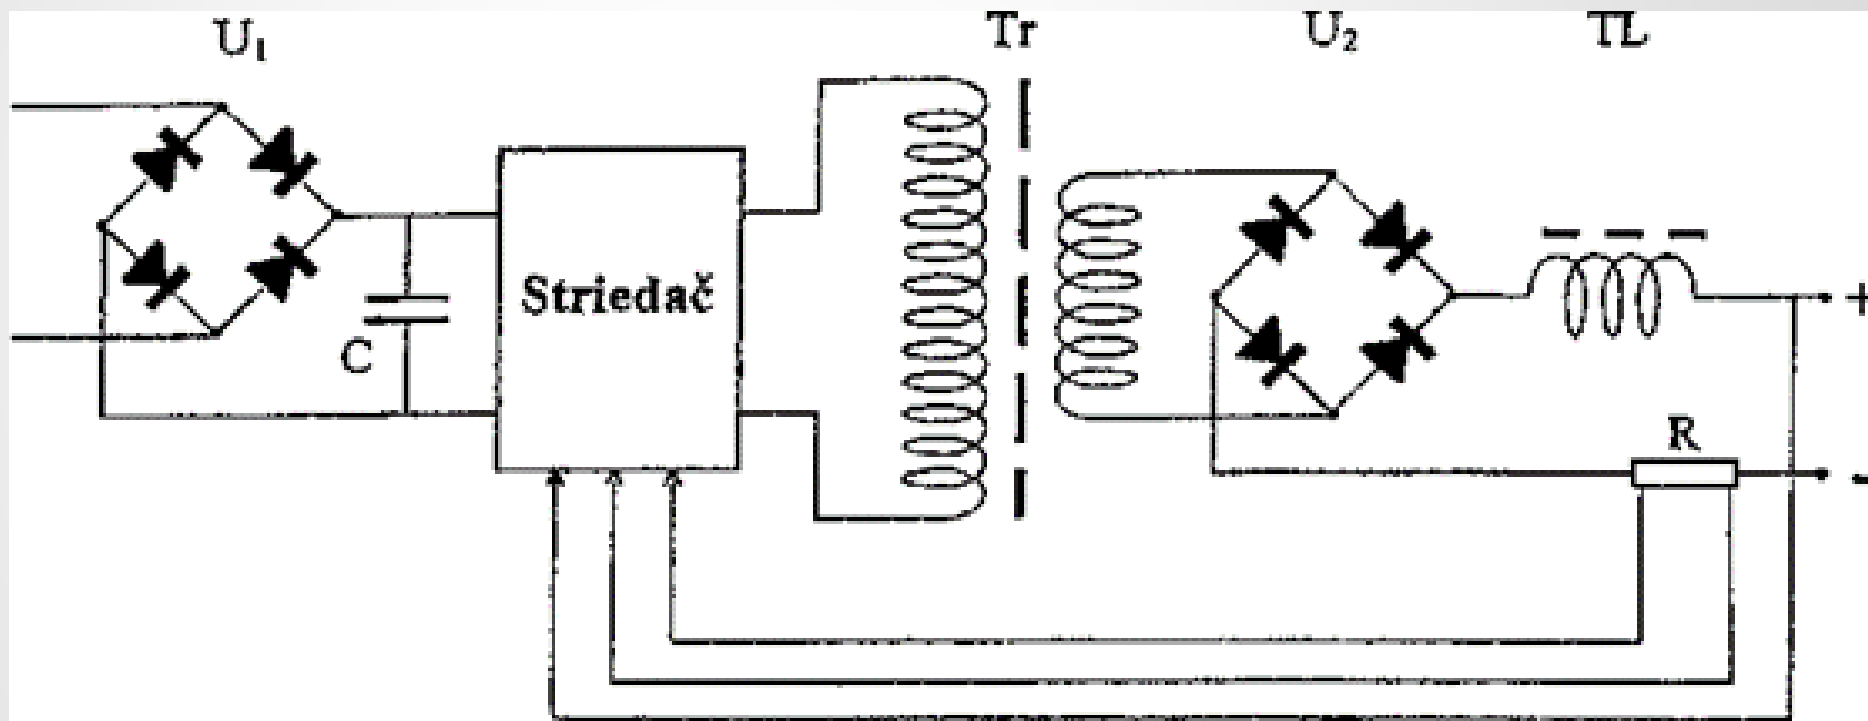 U₁ Tr U₂ TL
Striedač
+
C
R
-